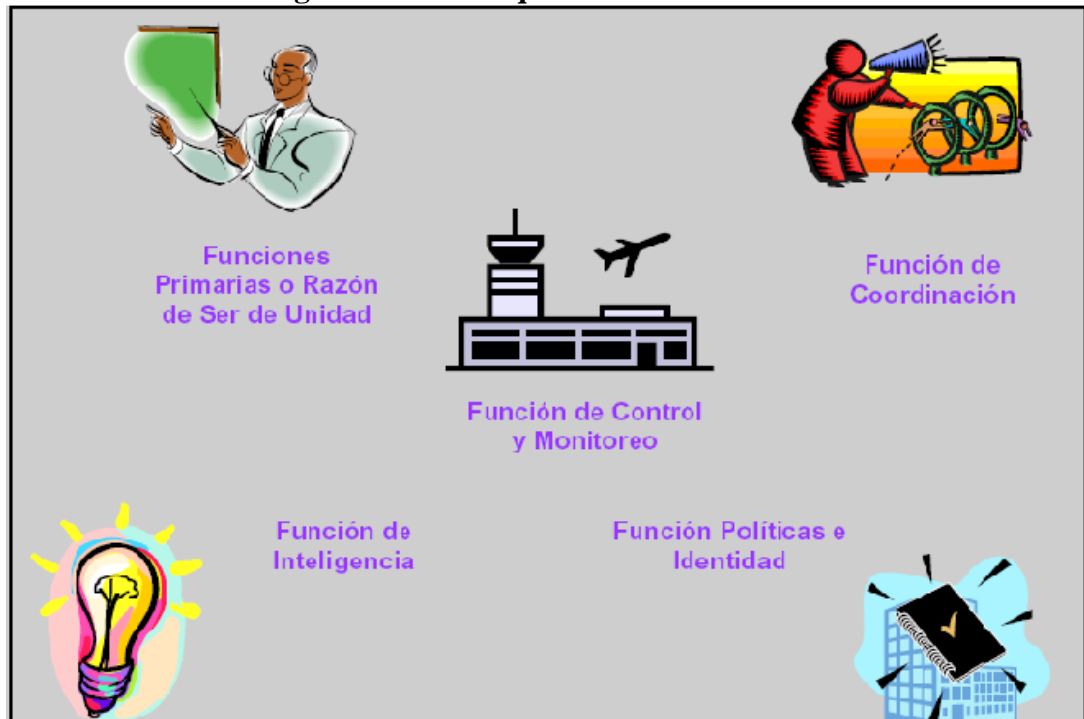 Funciones
Primarias o Razón
de Ser de Unidad
Función de
Coordinación
Función de Control
y Monitoreo
Función de
Inteligencia
Función Políticas e
Identidad